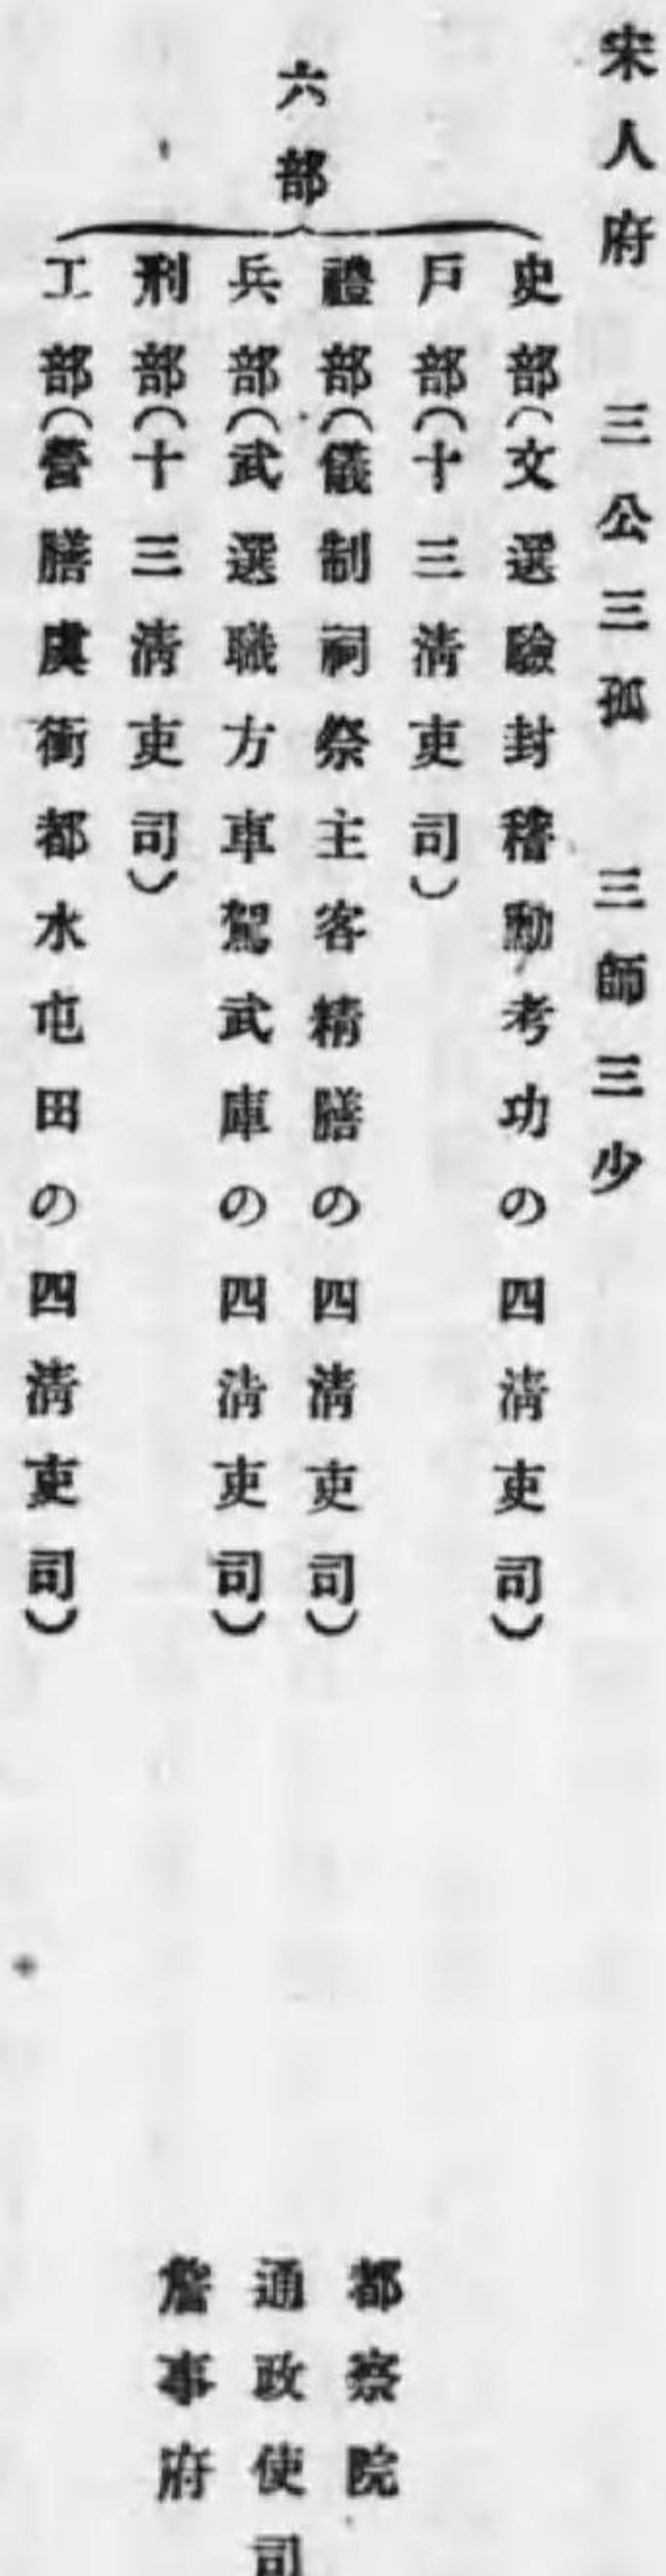 宋人府　三公三孤　三師三少
六部
史部(文選驗封稽勳考功の四淸吏司)
戶部(十三淸吏司)
禮部(儀制祠祭主客精膳の四淸吏司)
兵部(武選職方車駕武庫の四淸吏司)
刑部(十三淸吏司)
工部(營膳虞衡都水屯田の四淸吏司)
都察院
通政使司
詹事府